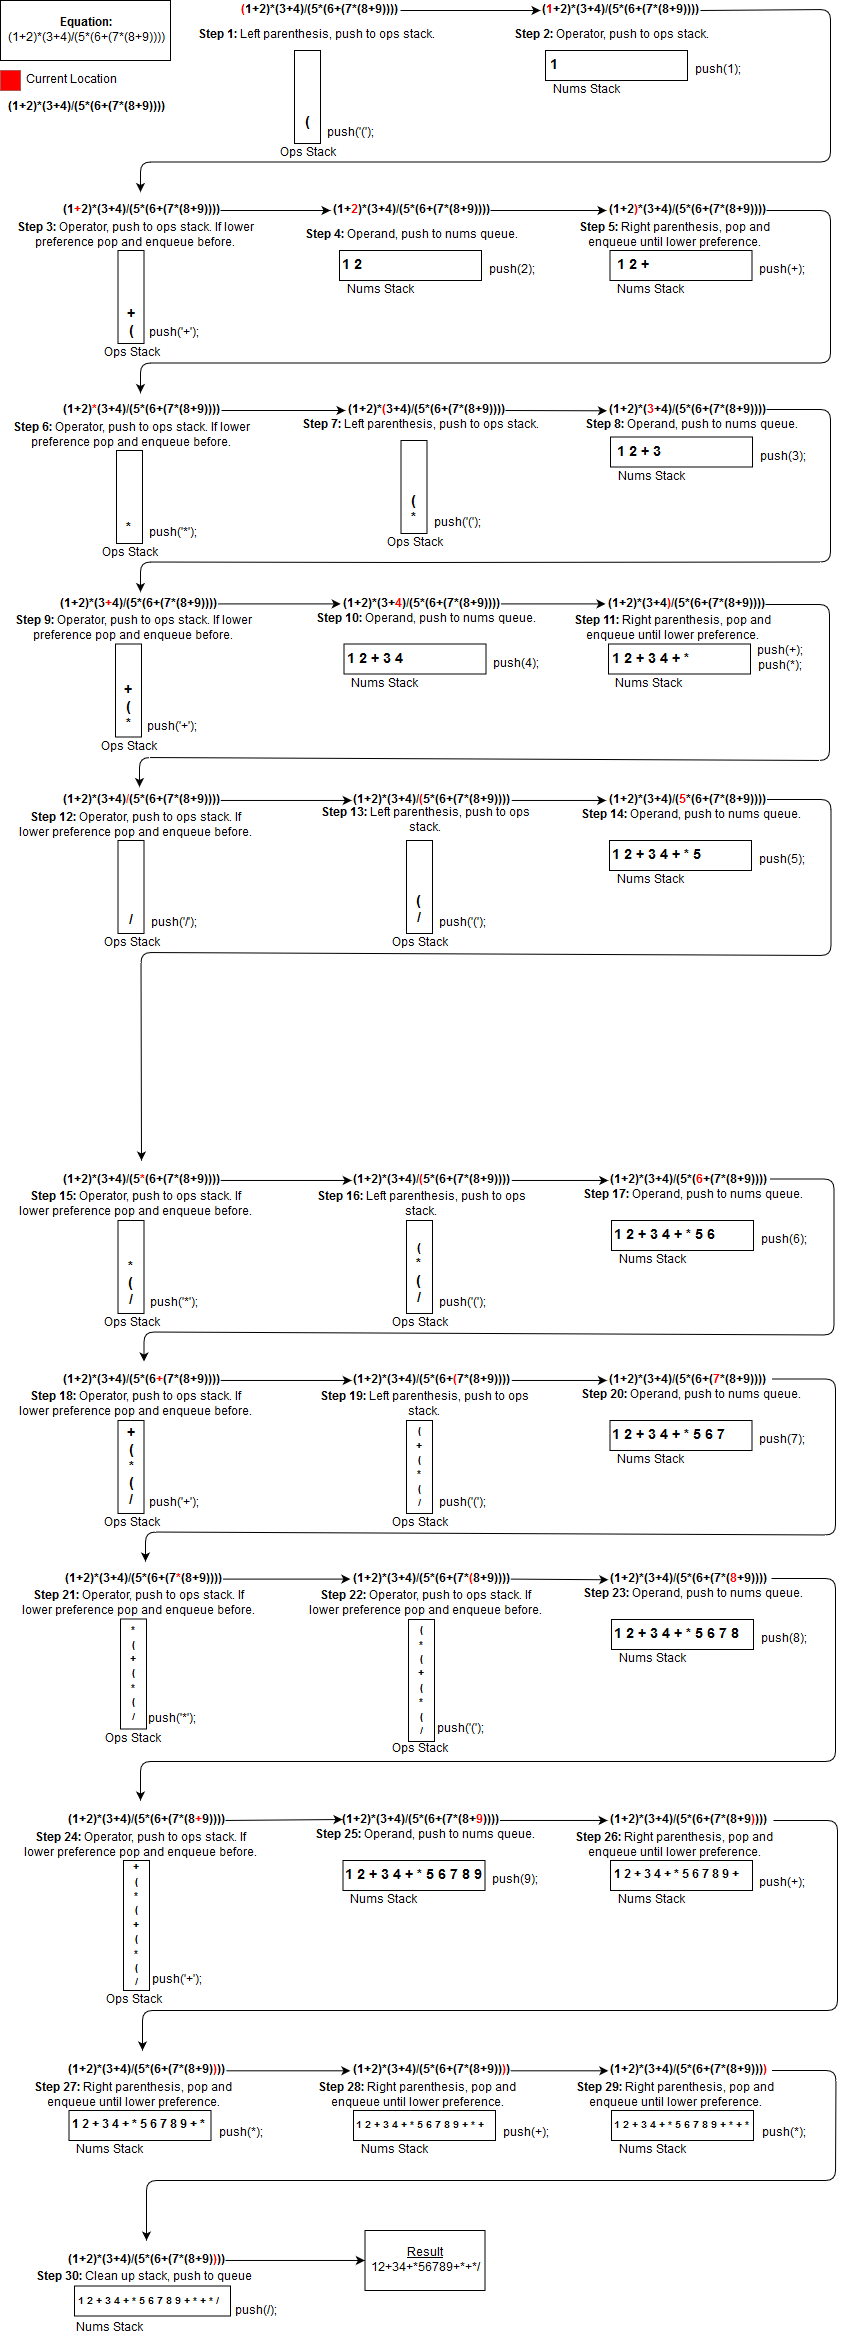 Equation:
(1+2)*(3+4)/(5*(6+(7*(8+9))))
Current Location
(1+2)*(3+4)/(5*(6+(7*(8+9))))
(1+2)*(3+4)/(5*(6+(7*(8+9))))
Step 1: Left parenthesis, push to ops stack.
(
push('(');
Ops Stack
(1+2)*(3+4)/(5*(6+(7*(8+9))))
Step 2: Operator, push to ops stack.
1
push(1);
Nums Stack
(1+2)*(3+4)/(5*(6+(7*(8+9))))
Step 3: Operator, push to ops stack. If lower
preference pop and enqueue before.
+
(
push('+');
Ops Stack
(1+2)*(3+4)/(5*(6+(7*(8+9))))
Step 4: Operand, push to nums queue.
1 2
push(2);
Nums Stack
(1+2)*(3+4)/(5*(6+(7*(8+9))))
Step 5: Right parenthesis, pop and
enqueue until lower preference.
1 2 +
push(+);
Nums Stack
(1+2)*(3+4)/(5*(6+(7*(8+9))))
Step 6: Operator, push to ops stack. If lower
preference pop and enqueue before.
*
push('*');
Ops Stack
(1+2)*(3+4)/(5*(6+(7*(8+9))))
Step 7: Left parenthesis, push to ops stack.
(
*
push('(');
Ops Stack
(1+2)*(3+4)/(5*(6+(7*(8+9))))
Step 8: Operand, push to nums queue.
1 2 + 3
push(3);
Nums Stack
(1+2)*(3+4)/(5*(6+(7*(8+9))))
Step 9: Operator, push to ops stack. If lower
preference pop and enqueue before.
+
(
*
push('+');
Ops Stack
(1+2)*(3+4)/(5*(6+(7*(8+9))))
Step 10: Operand, push to nums queue.
1 2 + 3 4
push(4);
Nums Stack
(1+2)*(3+4)/(5*(6+(7*(8+9))))
Step 11: Right parenthesis, pop and
enqueue until lower preference.
1 2 + 3 4 + *
push(+);
push(*);
Nums Stack
(1+2)*(3+4)/(5*(6+(7*(8+9))))
Step 12: Operator, push to ops stack. If
lower preference pop and enqueue before.
/
push('/');
Ops Stack
(1+2)*(3+4)/(5*(6+(7*(8+9))))
Step 13: Left parenthesis, push to ops
stack.
(
/
push('(');
Ops Stack
(1+2)*(3+4)/(5*(6+(7*(8+9))))
Step 14: Operand, push to nums queue.
1 2 + 3 4 + * 5
push(5);
Nums Stack
(1+2)*(3+4)/(5*(6+(7*(8+9))))
Step 15: Operator, push to ops stack. If
lower preference pop and enqueue before.
*
(
/
push('*');
Ops Stack
(1+2)*(3+4)/(5*(6+(7*(8+9))))
Step 16: Left parenthesis, push to ops
stack.
(
*
(
/
push('(');
Ops Stack
(1+2)*(3+4)/(5*(6+(7*(8+9))))
Step 17: Operand, push to nums queue.
1 2 + 3 4 + * 5 6
push(6);
Nums Stack
(1+2)*(3+4)/(5*(6+(7*(8+9))))
Step 18: Operator, push to ops stack. If
lower preference pop and enqueue before.
+
(
*
(
/
push('+');
Ops Stack
(1+2)*(3+4)/(5*(6+(7*(8+9))))
Step 19: Left parenthesis, push to ops
stack.
(
+
(
*
(
/
push('(');
Ops Stack
(1+2)*(3+4)/(5*(6+(7*(8+9))))
Step 20: Operand, push to nums queue.
1 2 + 3 4 + * 5 6 7
push(7);
Nums Stack
(1+2)*(3+4)/(5*(6+(7*(8+9))))
Step 21: Operator, push to ops stack. If
lower preference pop and enqueue before.
*
(
+
(
*
(
/
push('*');
Ops Stack
(1+2)*(3+4)/(5*(6+(7*(8+9))))
Step 22: Operator, push to ops stack. If
lower preference pop and enqueue before.
(
*
(
+
(
*
(
/
push('(');
Ops Stack
(1+2)*(3+4)/(5*(6+(7*(8+9))))
Step 23: Operand, push to nums queue.
1 2 + 3 4 + * 5 6 7 8
push(8);
Nums Stack
(1+2)*(3+4)/(5*(6+(7*(8+9))))
Step 24: Operator, push to ops stack. If
lower preference pop and enqueue before.
+
(
*
(
+
(
*
(
/
push('+');
Ops Stack
(1+2)*(3+4)/(5*(6+(7*(8+9))))
Step 25: Operand, push to nums queue.
1 2 + 3 4 + * 5 6 7 8 9
push(9);
Nums Stack
(1+2)*(3+4)/(5*(6+(7*(8+9))))
Step 26: Right parenthesis, pop and
enqueue until lower preference.
1 2 + 3 4 + * 5 6 7 8 9 +
push(+);
Nums Stack
(1+2)*(3+4)/(5*(6+(7*(8+9))))
Step 27: Right parenthesis, pop and
enqueue until lower preference.
1 2 + 3 4 + * 5 6 7 8 9 + *
push(*);
Nums Stack
(1+2)*(3+4)/(5*(6+(7*(8+9))))
Step 28: Right parenthesis, pop and
enqueue until lower preference.
1 2 + 3 4 + * 5 6 7 8 9 + * +
push(+);
Nums Stack
(1+2)*(3+4)/(5*(6+(7*(8+9))))
Step 29: Right parenthesis, pop and
enqueue until lower preference.
1 2 + 3 4 + * 5 6 7 8 9 + * + *
push(*);
Nums Stack
(1+2)*(3+4)/(5*(6+(7*(8+9))))
Step 30: Clean up stack, push to queue
1 2 + 3 4 + * 5 6 7 8 9 + * + * /
push(/);
Nums Stack
Result
12+34+*56789+*+*/